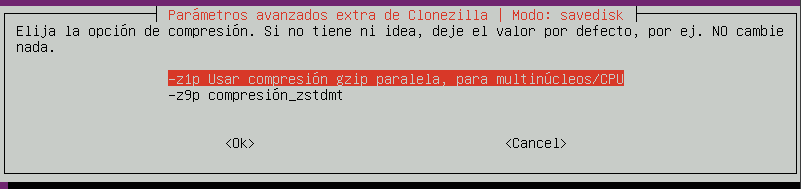 Parámetros avanzados extra de Clonezilla | Modo: savedisk
Elija la opción de compresión. Si no tiene ni idea, deje el valor por defecto, por ej. NO cambie
nada.
-z1p Usar compresión gzip paralela, para multinúcleos/CPU
-z9p compresión_zstdmt
<Ok> <Cancel>